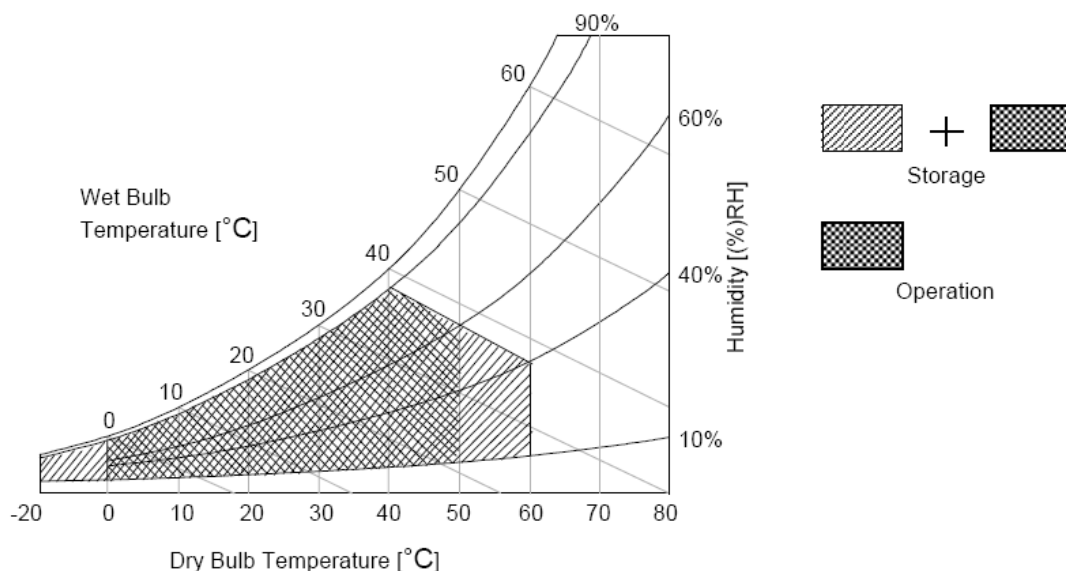 90%
60
60%
50
Storage
Wet Bulb
Temperature [°C]
40
40%
Humidity [(%)RH]
Operation
30
20
10
0
10%
-20 0 10 20 30 40 50 60 70 80
Dry Bulb Temperature [°C]